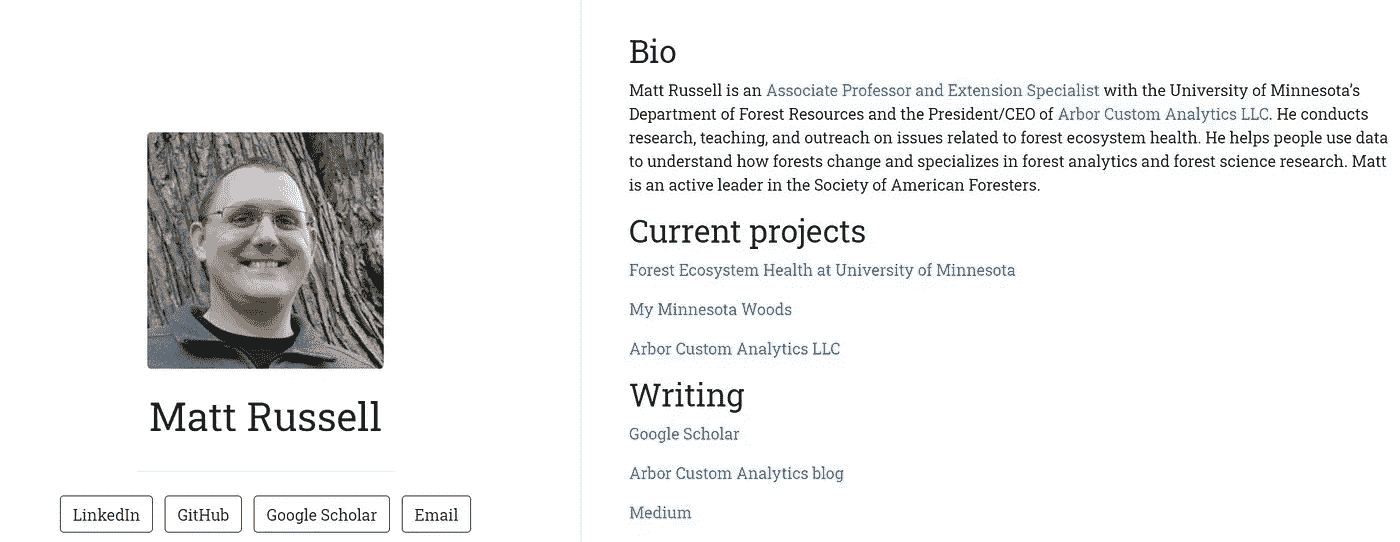 Matt Russell
LinkedIn GitHub Google Scholar Email
Bio
Matt Russell is an Associate Professor and Extension Specialist with the University of Minnesota's
Department of Forest Resources and the President/CEO of Arbor Custom Analytics LLC. He conducts
research, teaching, and outreach on issues related to forest ecosystem health. He helps people use data
to understand how forests change and specializes in forest analytics and forest science research. Matt
is an active leader in the Society of American Foresters.
Current projects
Forest Ecosystem Health at University of Minnesota
My Minnesota Woods
Arbor Custom Analytics LLC
Writing
Google Scholar
Arbor Custom Analytics blog
Medium